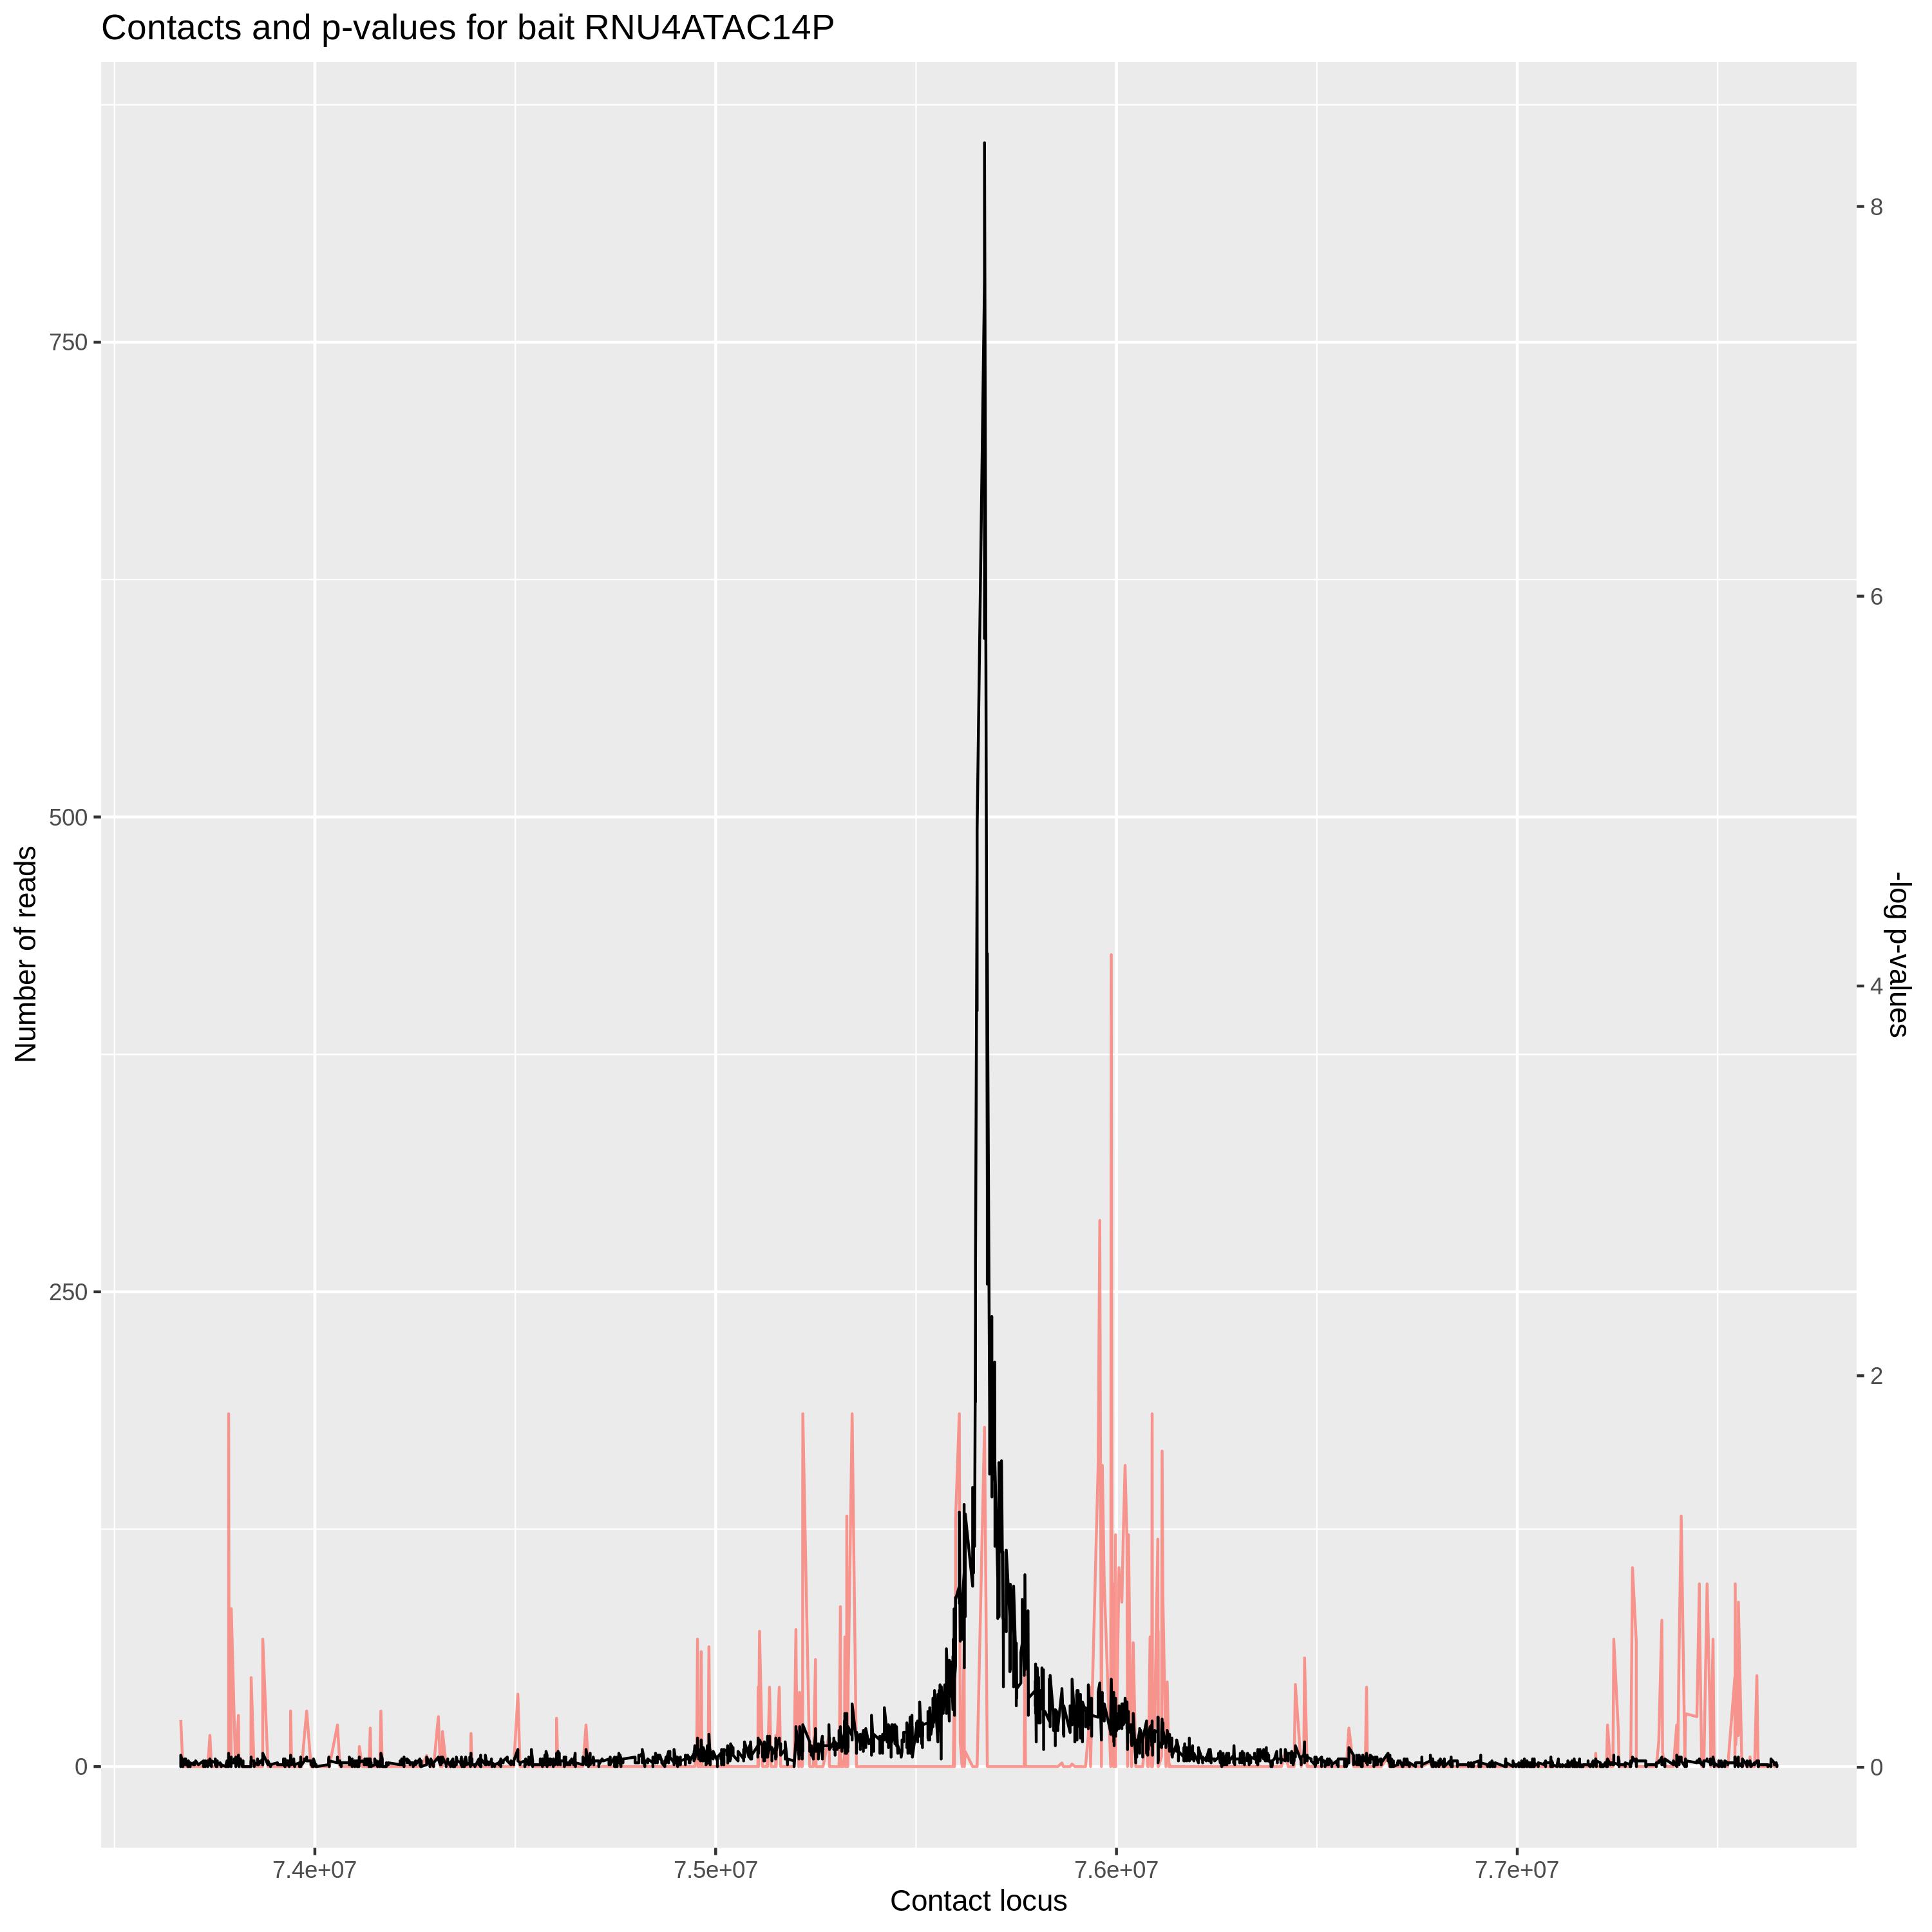 Contacts and p-values for bait RNU4ATAC14P
Number of reads
750
500
250
0
8
6
4
2
0
-log p-values
7.4e+07
7.5e+07
7.6e+07
7.7e+07
Contact locus